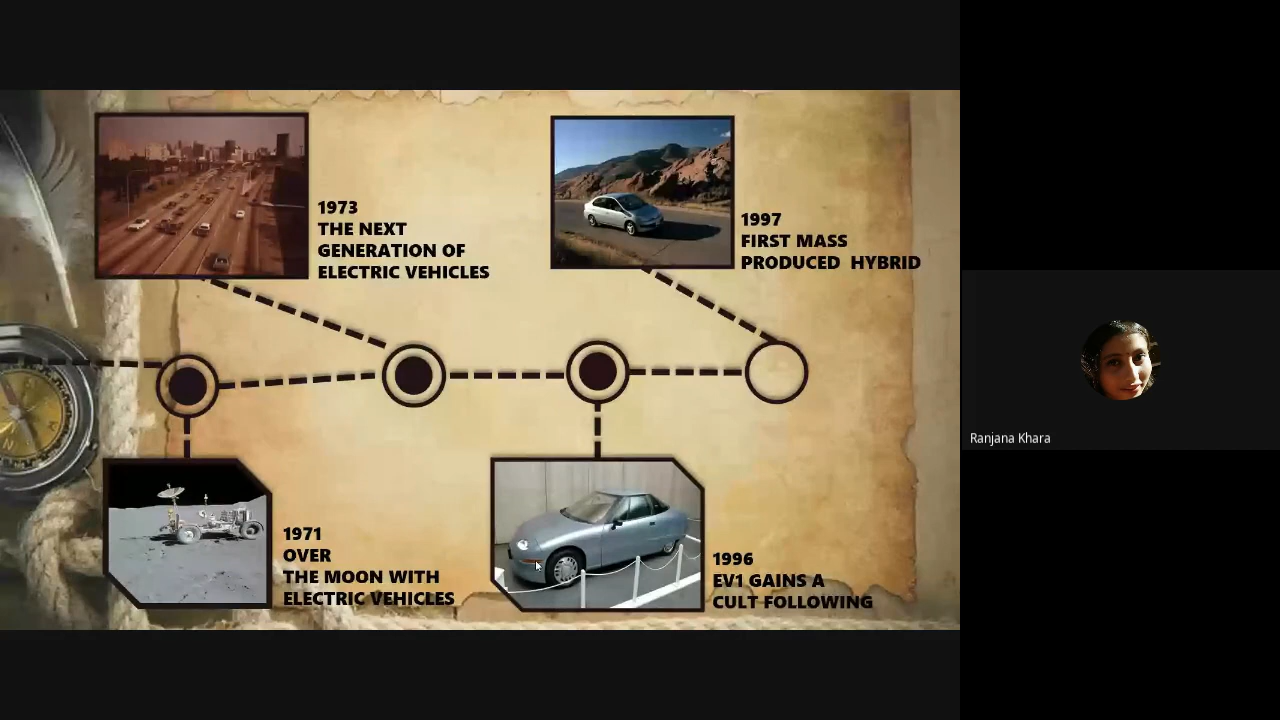 1973
THE NEXT
GENERATION OF
ELECTRIC VEHICLES
1997
FIRST MASS
PRODUCED HYBRID
1971
OVER
THE MOON WITH
ELECTRIC VEHICLES
1996
EV1 GAINS A
CULT FOLLOWING
Ranjana Khara